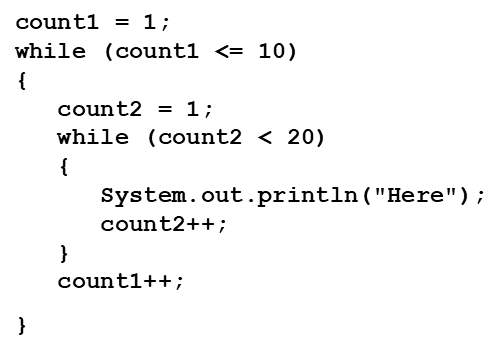 count1 = 1;
while (count1 <= 10)
{
   count2 = 1;
   while (count2 < 20)
   {
      System.out.println("Here");
      count2++;
   }
   count1++;
}